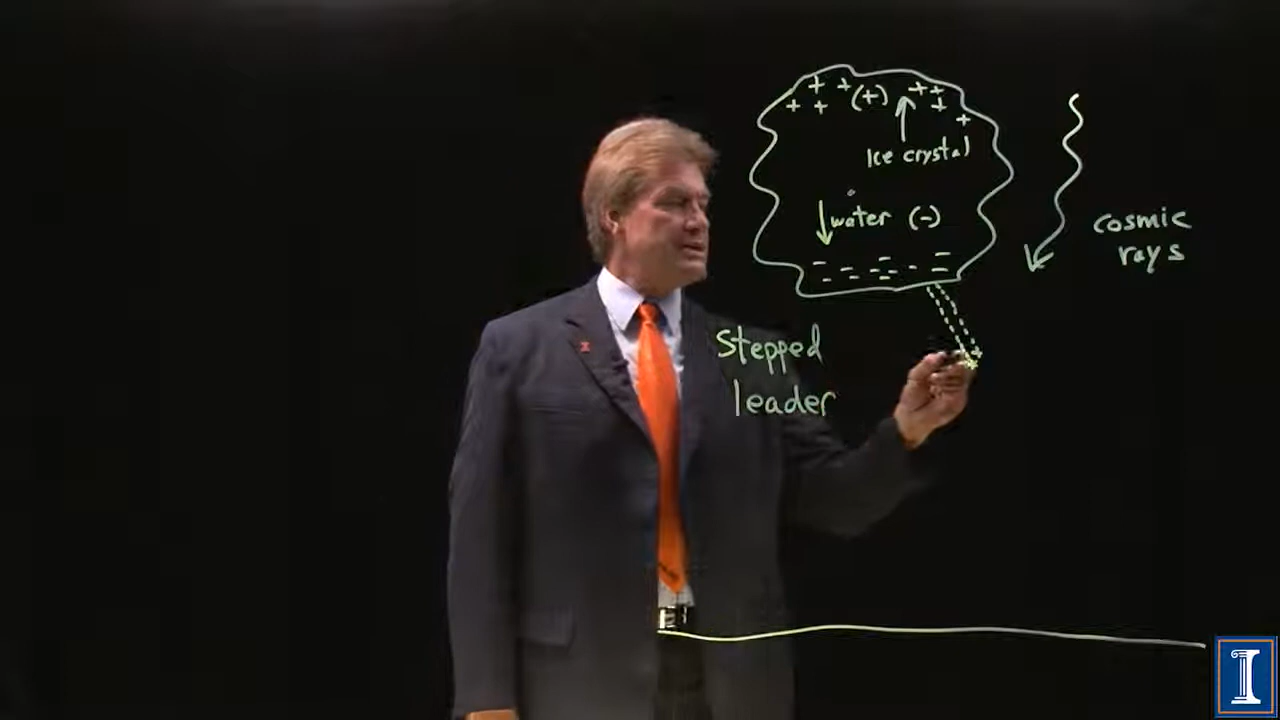 + + (+) + +
+ + + +
Ice crystal
water (-)
- - - - - - - - - -
cosmic
rays
Stepped
leader
I